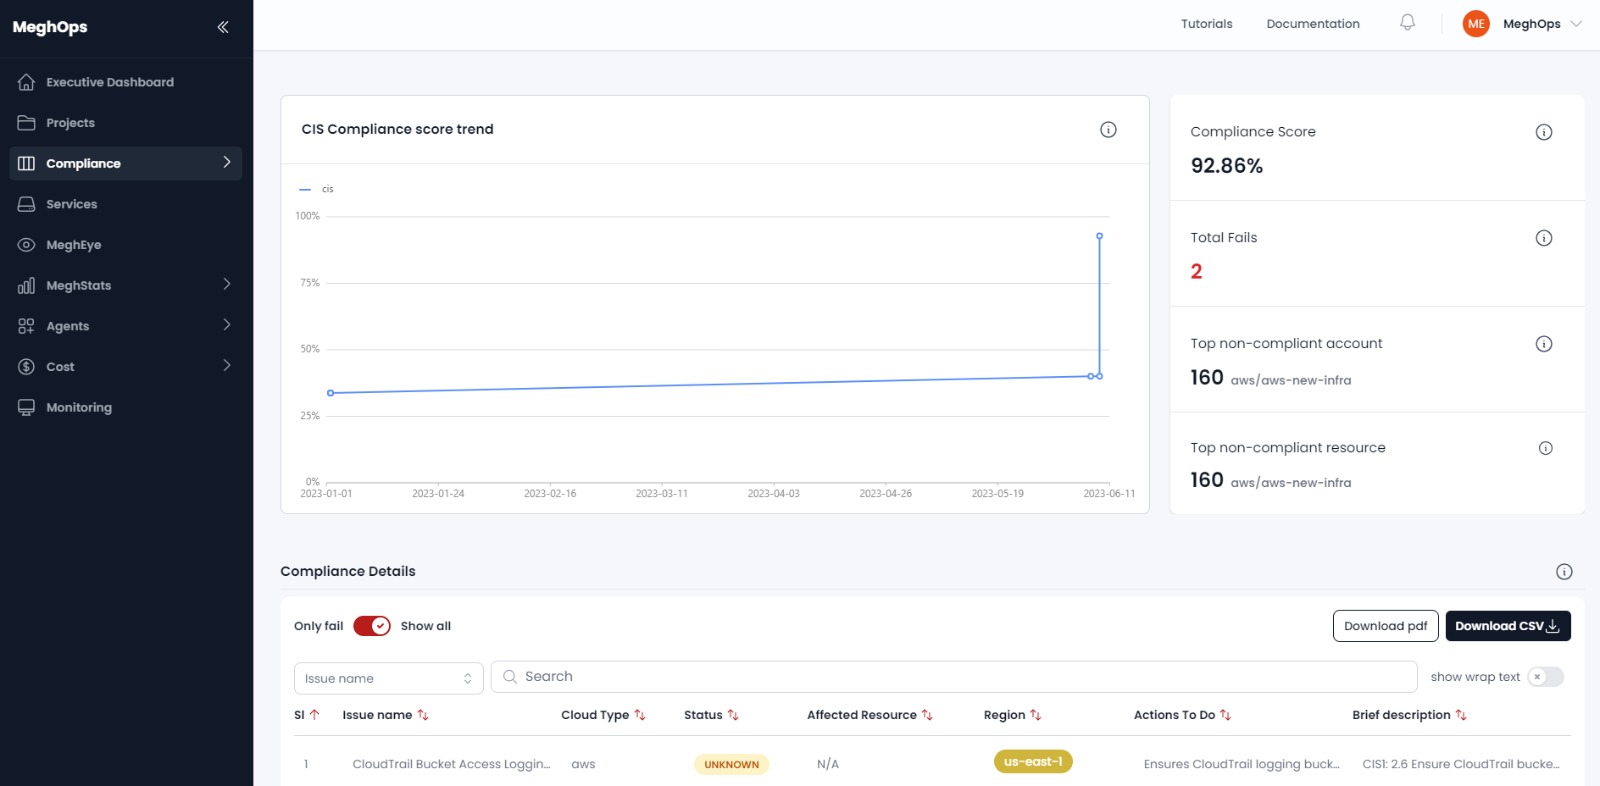 MeghOps
Tutorials
Documentation
ME
MeghOps
Executive Dashboard
Projects
Compliance
Services
MeghEye
MeghStats
Agents
Cost
Monitoring
CIS Compliance score trend
cis
100%
75%
50%
25%
0%
2023-01-01 2023-01-24 2023-02-16 2023-03-11 2023-04-03 2023-04-26 2023-05-19 2023-06-11
Compliance Score
92.86%
Total Fails
2
Top non-compliant account
160 aws/aws-new-infra
Top non-compliant resource
160 aws/aws-new-infra
Compliance Details
Only fail Show all
Download pdf Download CSV
Issue name Search show wrap text
SI Issue name Cloud Type Status Affected Resource Region Actions To Do Brief description
1 CloudTrail Bucket Access Loggin... aws UNKNOWN N/A us-east-1 Ensures CloudTrail logging buck... CIS1: 2.6 Ensure CloudTrail bucke...